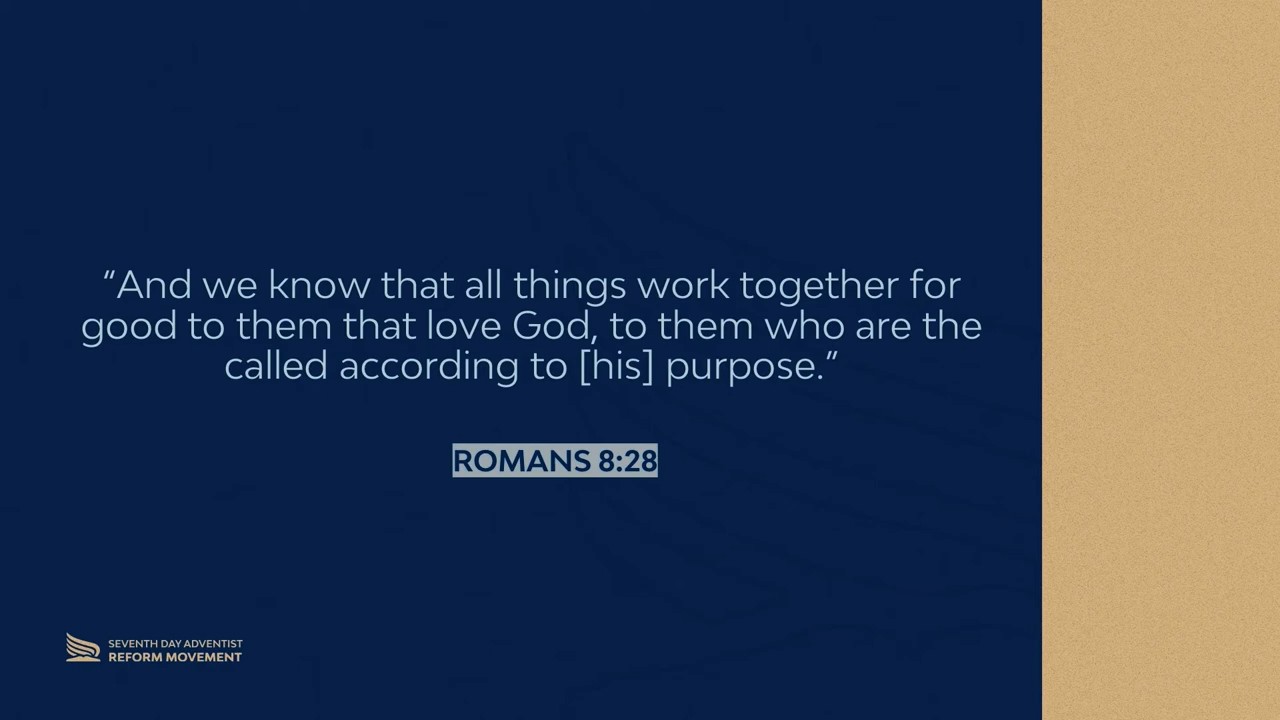 “And we know that all things work together for
good to them that love God, to them who are the
called according to [his] purpose.”
ROMANS 8:28
SEVENTH DAY ADVENTIST
REFORM MOVEMENT